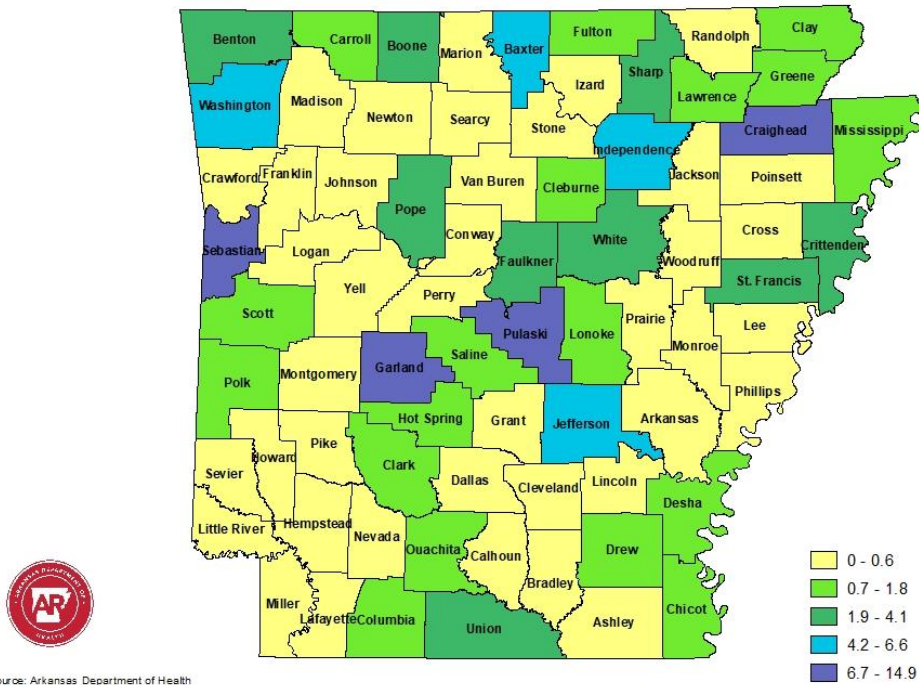 Benton
Carroll
Boone
Marion
Baxter
Fulton
Randolph
Clay
Sharp
Izard
Greene
Lawrence
Washington
Madison
Newton
Searcy
Stone
Independence
Craighead
Mississippi
Jackson
Poinsett
Crawford
Franklin
Johnson
Van Buren
Cleburne
Pope
Sebastian
Logan
Conway
White
Cross
Crittenden
Woodruff
Faulkner
St. Francis
Yell
Perry
Scott
Pulaski
Lonoke
Prairie
Monroe
Lee
Saline
Garland
Montgomery
Polk
Phillips
Hot Spring
Grant
Jefferson
Arkansas
Pike
Howard
Sevier
Clark
Dallas
Cleveland
Lincoln
Desha
Little River
Hempstead
Nevada
Ouachita
Calhoun
Drew
Bradley
Chicot
Miller
Lafayette
Columbia
Union
Ashley
0 - 0.6
0.7 - 1.8
1.9 - 4.1
4.2 - 6.6
6.7 - 14.9
ARKANSAS DEPARTMENT OF
AR
HEALTH
ource: Arkansas Department of Health